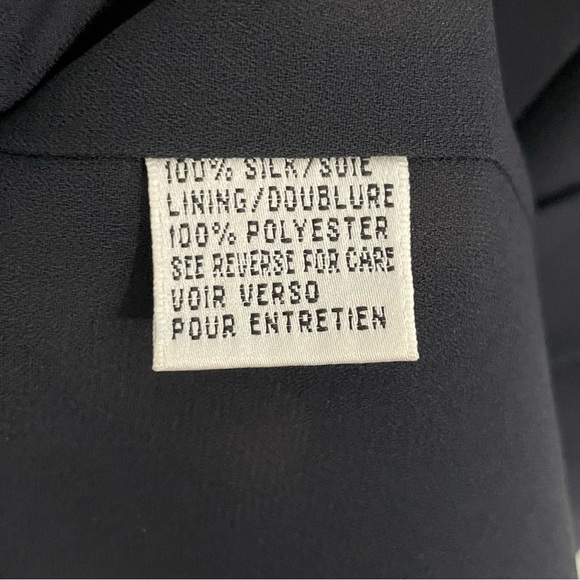 100% SILK/SOIE
LINING/DOUBLURE
100% POLYESTER
SEE REVERSE FOR CARE
VOIR VERSO
POUR ENTRETIEN